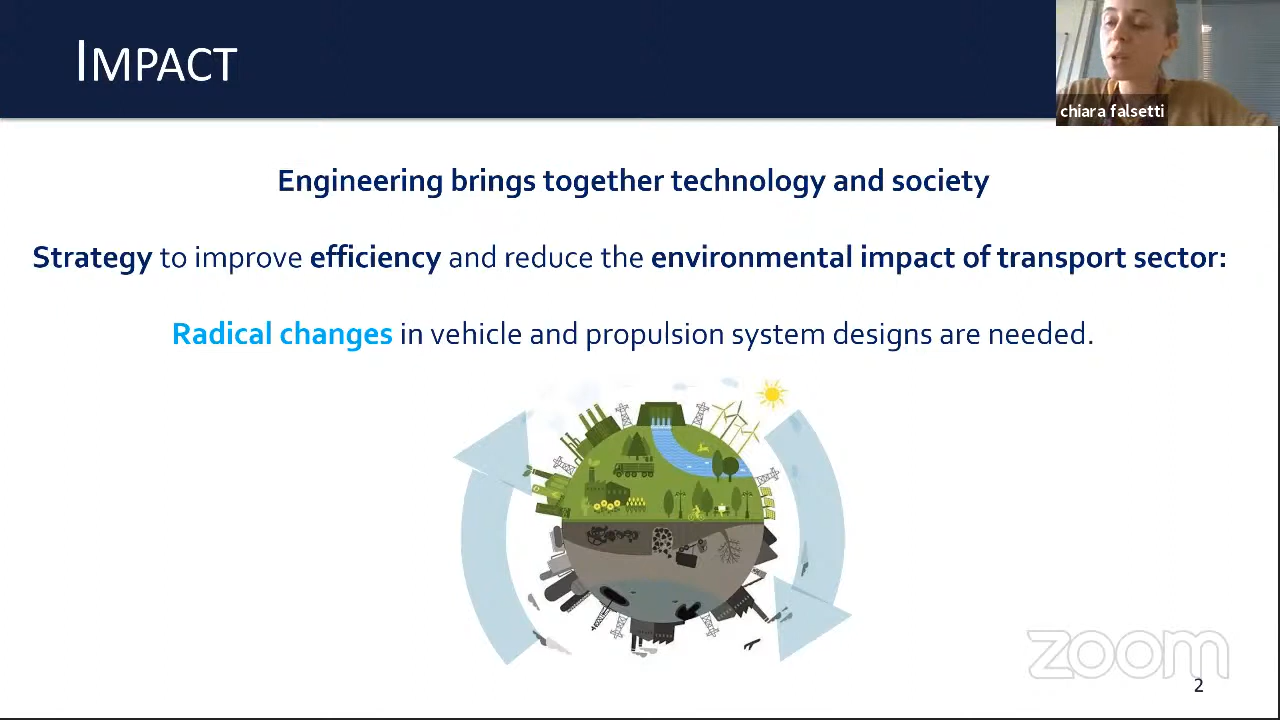 IMPACT
chiara falsetti
Engineering brings together technology and society
Strategy to improve efficiency and reduce the environmental impact of transport sector:
Radical changes in vehicle and propulsion system designs are needed.
zoom
2